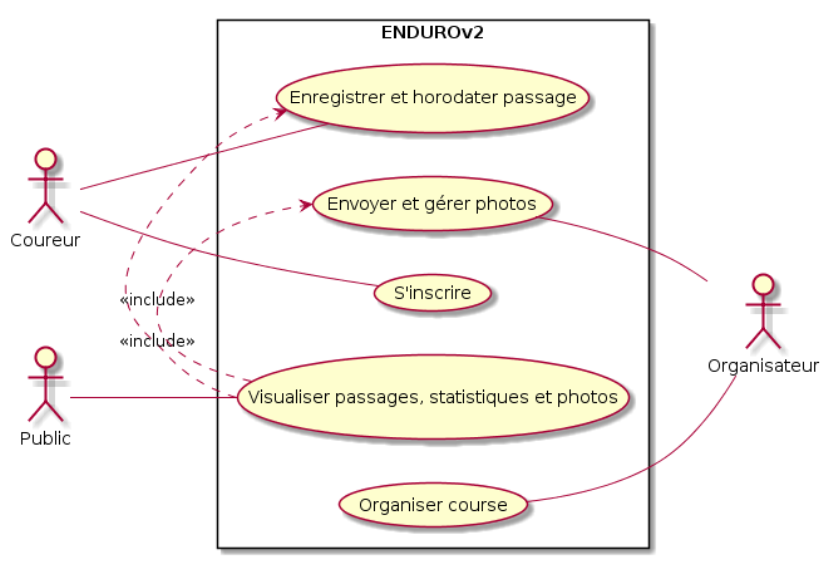 ENDUROv2
Enregistrer et horodater passage
Envoyer et gérer photos
Coureur
S'inscrire
«include»
«include»
Organisateur
Visualiser passages, statistiques et photos
Public
Organiser course